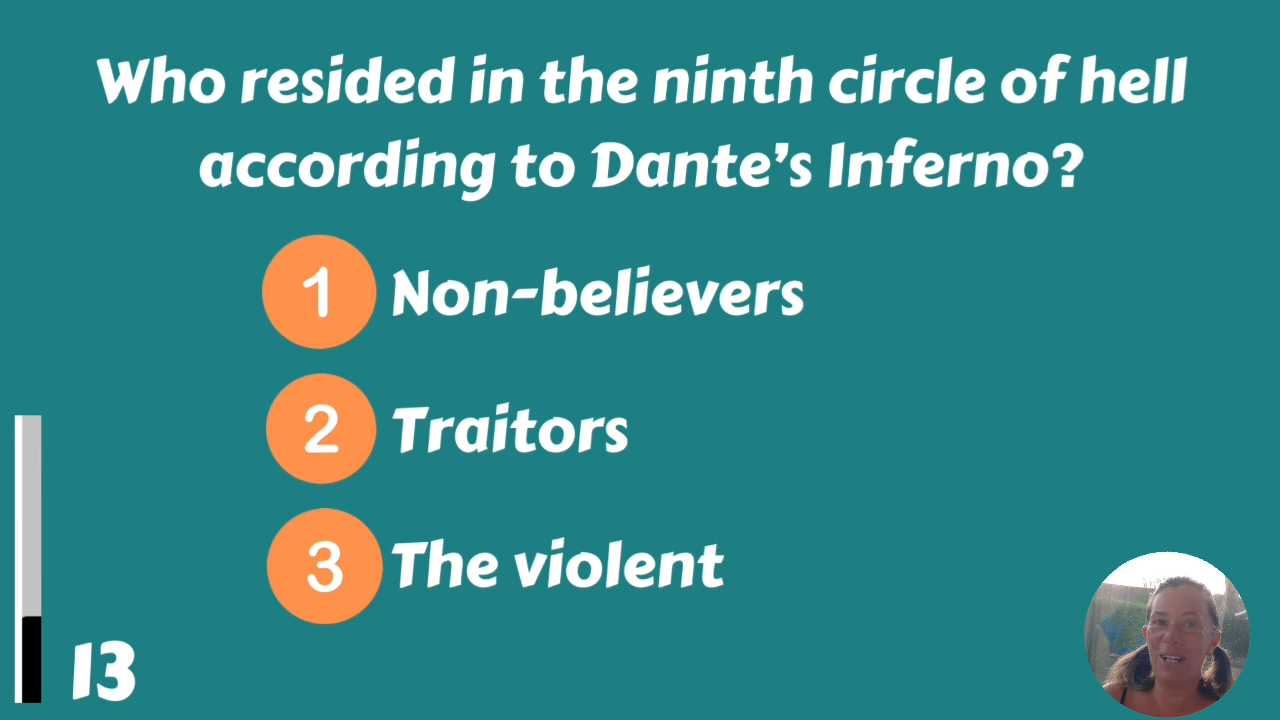 Who resided in the ninth circle of hell
according to Dante's Inferno?
1 Non-believers
2 Traitors
3 The violent
13